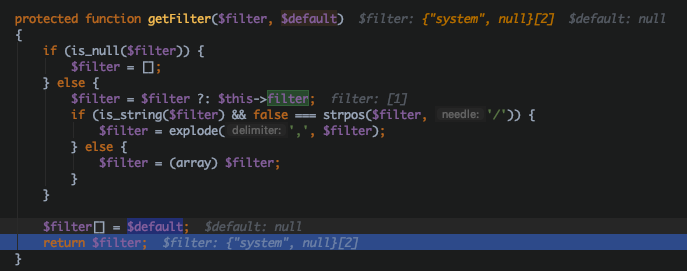 protected function getFilter($filter, $default)  $filter: {"system", null}[2]  $default: null
{
    if (is_null($filter)) {
        $filter = [];
    } else {
        $filter = $filter ?: $this->filter;  filter: [1]
        if (is_string($filter) && false === strpos($filter, needle: '/')) {
            $filter = explode( delimiter: ',', $filter);
        } else {
            $filter = (array) $filter;
        }
    }

    $filter[] = $default;  $default: null
    return $filter;  $filter: {"system", null}[2]
}